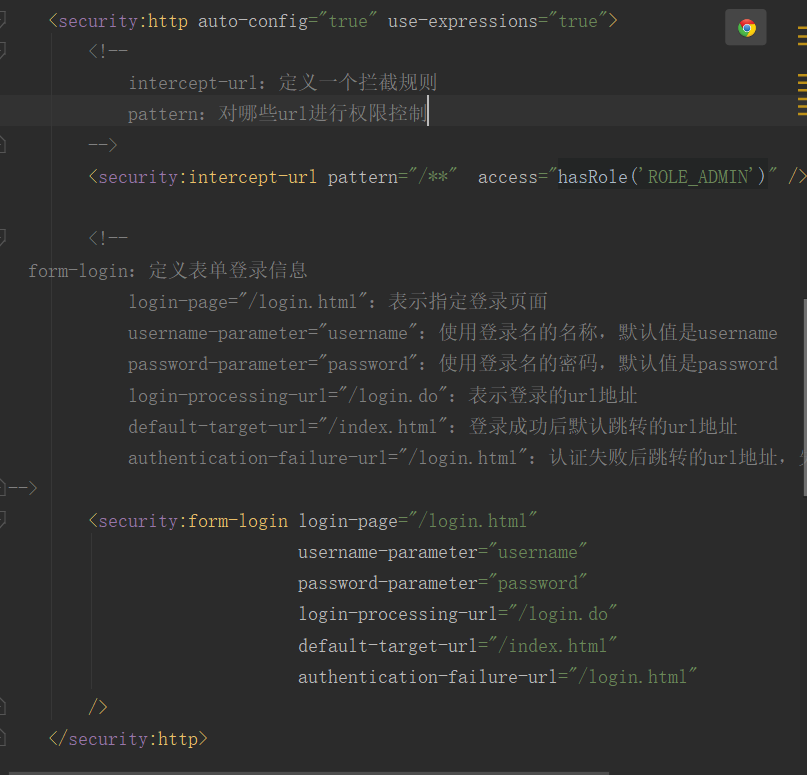 <security:http auto-config="true" use-expressions="true">
<!--
intercept-url：定义一个拦截规则
pattern：对哪些url进行权限控制
-->
<security:intercept-url pattern="/**"  access="hasRole('ROLE_ADMIN')" />
<!--
form-login：定义表单登录信息
login-page="/login.html"：表示指定登录页面
username-parameter="username"：使用登录名的名称，默认值是username
password-parameter="password"：使用登录名的密码，默认值是password
login-processing-url="/login.do"：表示登录的url地址
default-target-url="/index.html"：登录成功后默认跳转的url地址
authentication-failure-url="/login.html"：认证失败后跳转的url地址，
-->
<security:form-login login-page="/login.html"
username-parameter="username"
password-parameter="password"
login-processing-url="/login.do"
default-target-url="/index.html"
authentication-failure-url="/login.html"
/>
</security:http>